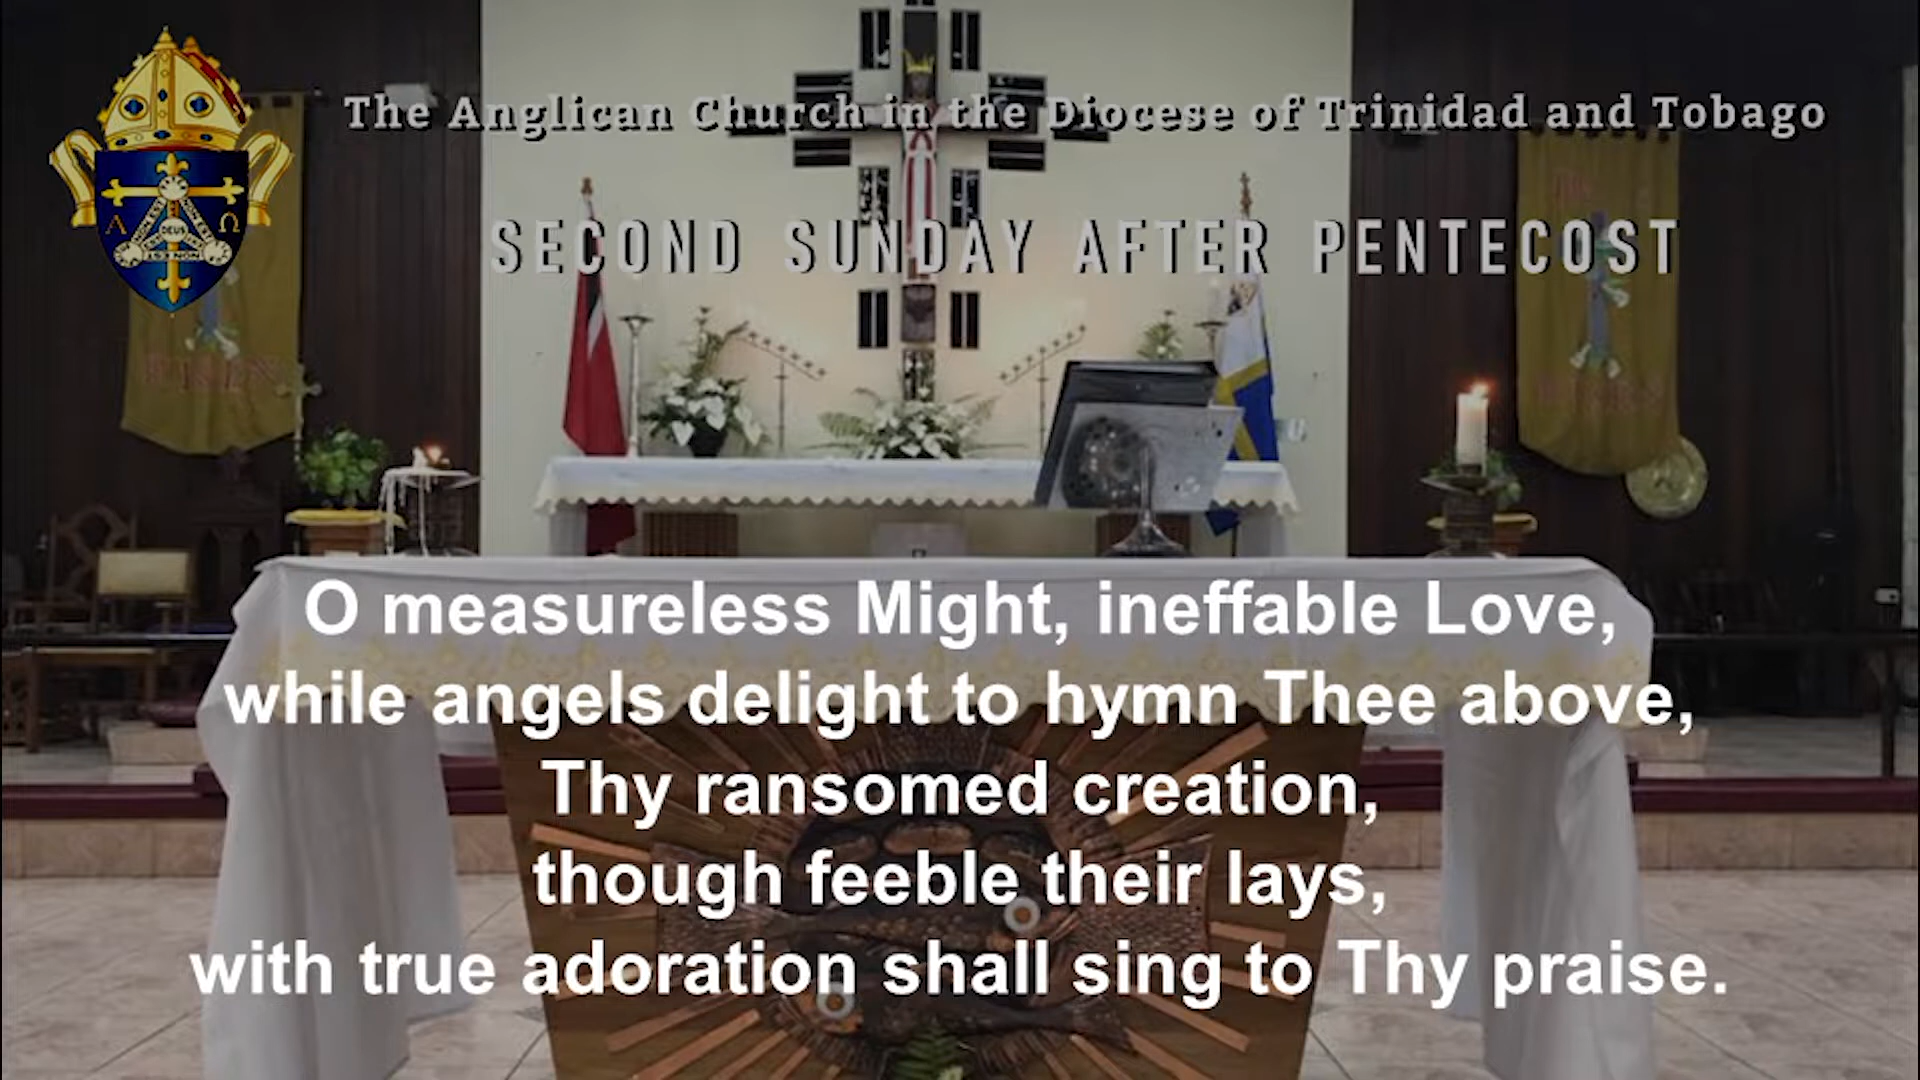 The Anglican Church in the Diocese of Trinidad and Tobago
SECOND SUNDAY AFTER PENTECOST
Α Ω
DEUS
O measureless Might, ineffable Love,
while angels delight to hymn Thee above,
Thy ransomed creation,
though feeble their lays,
with true adoration shall sing to Thy praise.